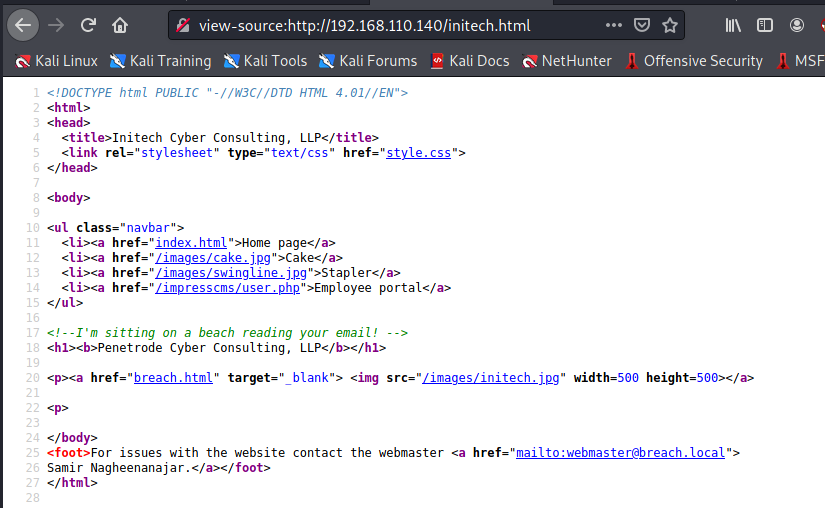 view-source:http://192.168.110.140/initech.html
Kali Linux Kali Training Kali Tools Kali Forums Kali Docs NetHunter Offensive Security MSF
1 <!DOCTYPE html PUBLIC "-//W3C//DTD HTML 4.01//EN">
2 <html>
3 <head>
4 <title>Initech Cyber Consulting, LLP</title>
5 <link rel="stylesheet" type="text/css" href="style.css">
6 </head>
7
8 <body>
9
10 <ul class="navbar">
11 <li><a href="index.html">Home page</a>
12 <li><a href="/images/cake.jpg">Cake</a>
13 <li><a href="/images/swingline.jpg">Stapler</a>
14 <li><a href="/impresscms/user.php">Employee portal</a>
15 </ul>
16
17 <!--I'm sitting on a beach reading your email! -->
18 <h1><b>Penetrode Cyber Consulting, LLP</b></h1>
19
20 <p><a href="breach.html" target="_blank"> <img src="/images/initech.jpg" width=500 height=500></a>
21
22 <p>
23
24 </body>
25 <foot>For issues with the website contact the webmaster <a href="mailto:webmaster@breach.local">
26 Samir Nagheenanajar.</a></foot>
27 </html>
28